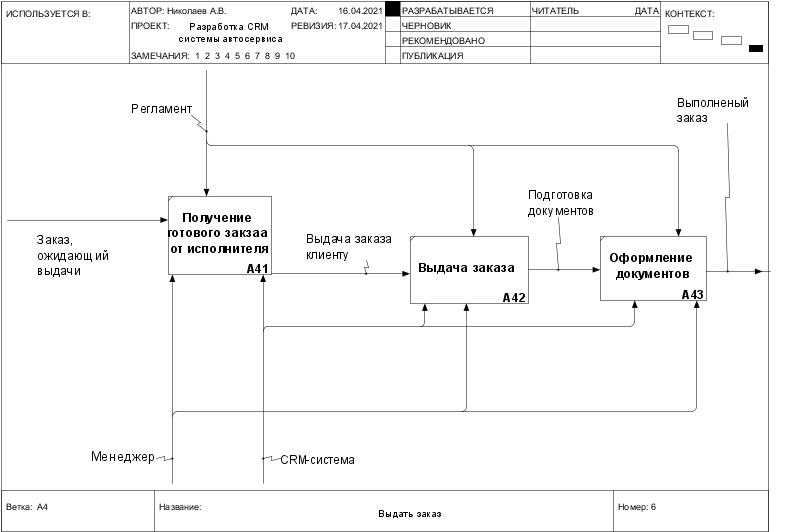 ИСПОЛЬЗУЕТСЯ В:
АВТОР: Николаев А.В.
ДАТА: 16.04.2021
РАЗРАБАТЫВАЕТСЯ
ЧИТАТЕЛЬ
ДАТА
КОНТЕКСТ:
ПРОЕКТ: Разработка CRM
системы автосервиса
РЕВИЗИЯ: 17.04.2021
ЧЕРНОВИК
РЕКОМЕНДОВАНО
ЗАМЕЧАНИЯ: 1 2 3 4 5 6 7 8 9 10
ПУБЛИКАЦИЯ
Регламент
Выполненый
заказ
Получение
готового закзаа
от исполнителя
A41
Заказ,
ожидающий
выдачи
Выдача заказа
клиенту
Выдача заказа
A42
Подготовка
документов
Оформление
документов
A43
Менеджер
CRM-система
Ветка: A4
Название:
Выдать заказ
Номер: 6